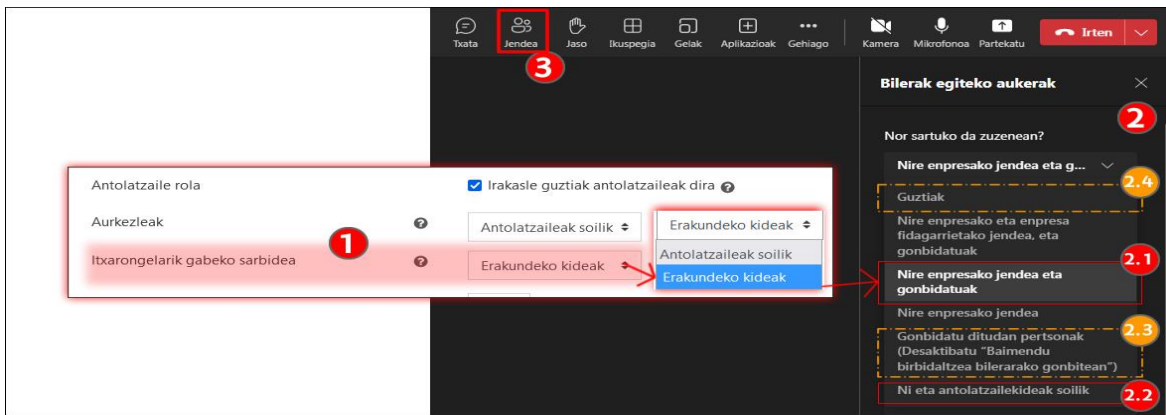 Txata Jendea Jaso Ikuspegia Gelak Aplikazioak Gehiago Kamera Mikrofonoa Partekatu Irten
3
Bilerak egiteko aukerak
2
Nor sartuko da zuzenean?
Nire enpresako jendea eta g...
2.4
Guztiak
Nire enpresako eta enpresa
fidagarrietako jendea, eta
gonbidatuak
2.1
Nire enpresako jendea eta
gonbidatuak
Nire enpresako jendea
2.3
Gonbidatu ditudan pertsonak
(Desaktibatu "Baimendu
birbidaltzea bilerarako gonbitean")
Ni eta antolatzailekideak soilik
2.2
Antolatzaile rola Irakasle guztiak antolatzaileak dira ?
Aurkezleak ? Antolatzaileak soilik Erakundeko kideak
1
Antolatzaileak soilik
Itxarongelarik gabeko sarbidea ? Erakundeko kideak Erakundeko kideak